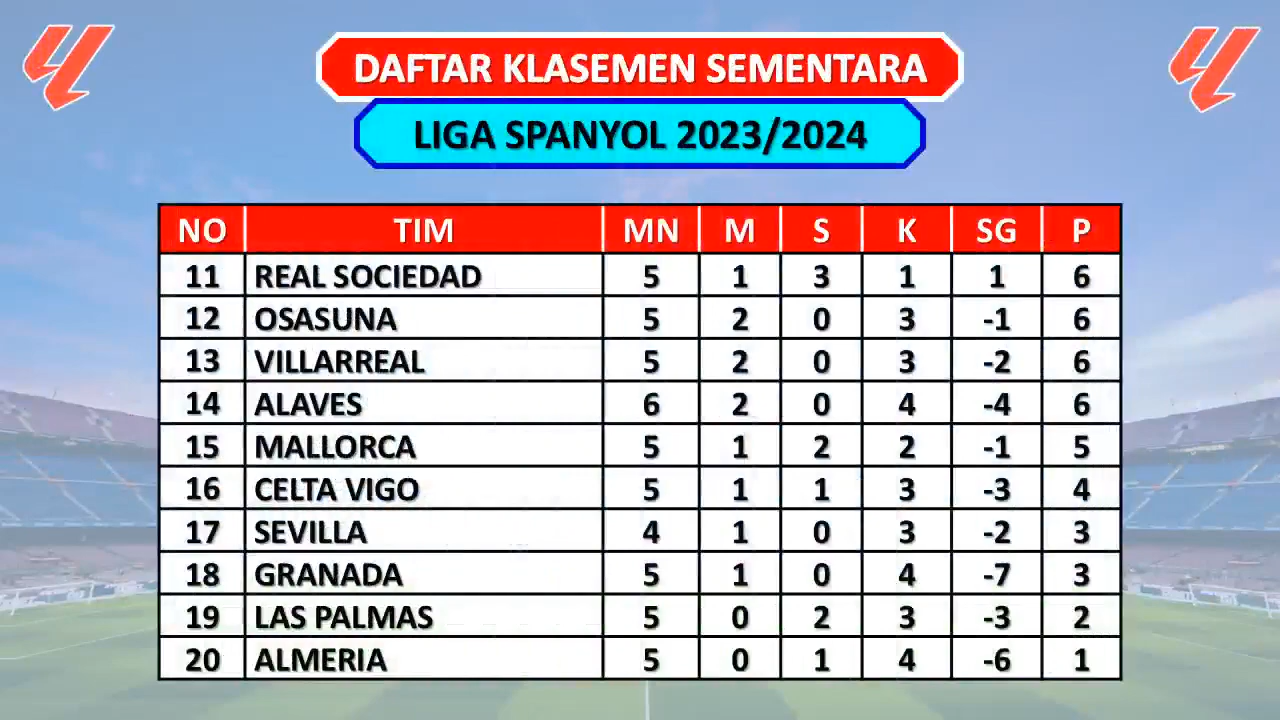 DAFTAR KLASEMEN SEMENTARA
LIGA SPANYOL 2023/2024
NO TIM MN M S K SG P
11 REAL SOCIEDAD 5 1 3 1 1 6
12 OSASUNA 5 2 0 3 -1 6
13 VILLARREAL 5 2 0 3 -2 6
14 ALAVES 6 2 0 4 -4 6
15 MALLORCA 5 1 2 2 -1 5
16 CELTA VIGO 5 1 1 3 -3 4
17 SEVILLA 4 1 0 3 -2 3
18 GRANADA 5 1 0 4 -7 3
19 LAS PALMAS 5 0 2 3 -3 2
20 ALMERIA 5 0 1 4 -6 1